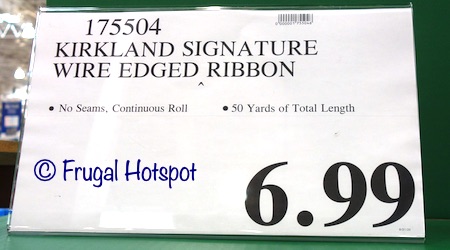 175504
KIRKLAND SIGNATURE
WIRE EDGED RIBBON
• No Seams, Continuous Roll • 50 Yards of Total Length
© Frugal Hotspot
6.99